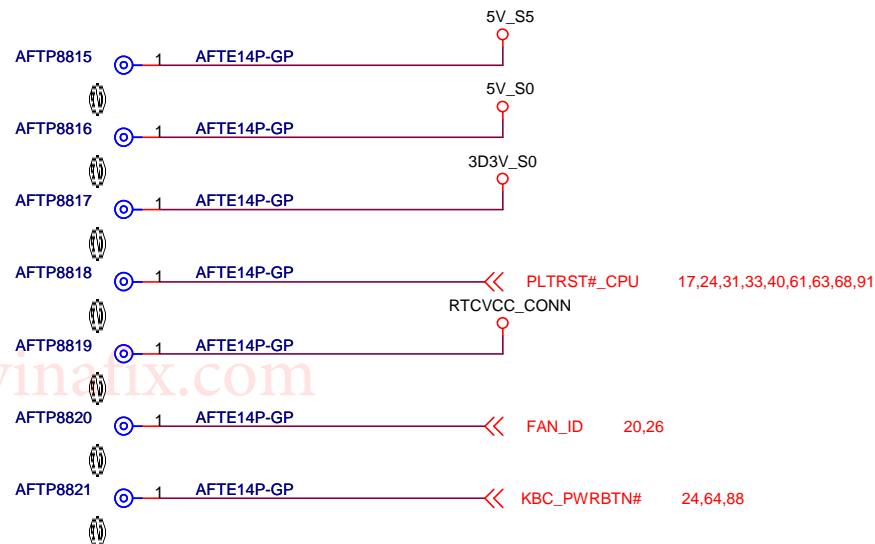 5V_S5
AFTP8815 1 AFTE14P-GP
5V_S0
AFTP8816 1 AFTE14P-GP
3D3V_S0
AFTP8817 1 AFTE14P-GP
AFTP8818 1 AFTE14P-GP PLTRST#_CPU 17,24,31,33,40,61,63,68,91
RTCVCC_CONN
AFTP8819 1 AFTE14P-GP
vinafix.com
AFTP8820 1 AFTE14P-GP FAN_ID 20,26
AFTP8821 1 AFTE14P-GP KBC_PWRBTN# 24,64,88